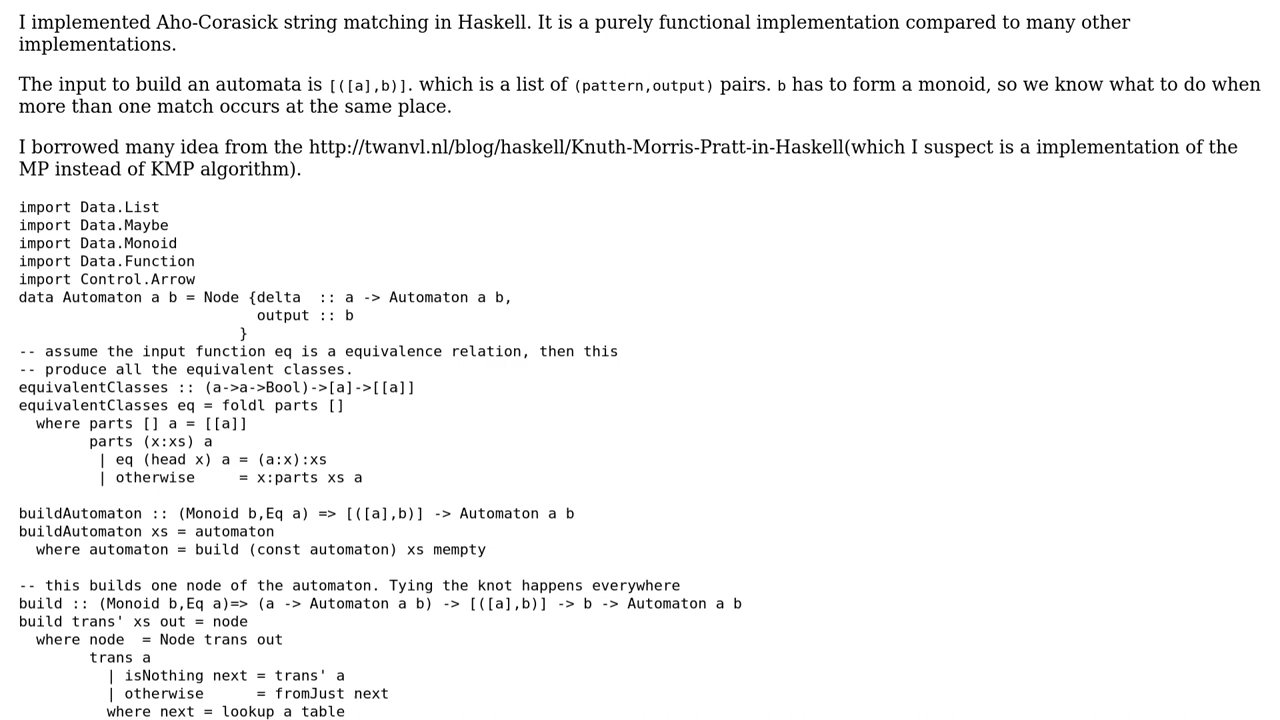 I implemented Aho-Corasick string matching in Haskell. It is a purely functional implementation compared to many other
implementations.
The input to build an automata is [([a],b)]. which is a list of (pattern,output) pairs. b has to form a monoid, so we know what to do when
more than one match occurs at the same place.
I borrowed many idea from the http://twanvl.nl/blog/haskell/Knuth-Morris-Pratt-in-Haskell(which I suspect is a implementation of the
MP instead of KMP algorithm).
import Data.List
import Data.Maybe
import Data.Monoid
import Data.Function
import Control.Arrow
data Automaton a b = Node {delta  :: a -> Automaton a b,
                           output :: b
                         }
-- assume the input function eq is a equivalence relation, then this
-- produce all the equivalent classes.
equivalentClasses :: (a->a->Bool)->[a]->[[a]]
equivalentClasses eq = foldl parts []
  where parts [] a = [[a]]
        parts (x:xs) a
         | eq (head x) a = (a:x):xs
         | otherwise     = x:parts xs a

buildAutomaton :: (Monoid b,Eq a) => [([a],b)] -> Automaton a b
buildAutomaton xs = automaton
  where automaton = build (const automaton) xs mempty

-- this builds one node of the automaton. Tying the knot happens everywhere
build :: (Monoid b,Eq a)=> (a -> Automaton a b) -> [([a],b)] -> b -> Automaton a b
build trans' xs out = node
  where node  = Node trans out
        trans a
          | isNothing next = trans' a
          | otherwise      = fromJust next
          where next = lookup a table